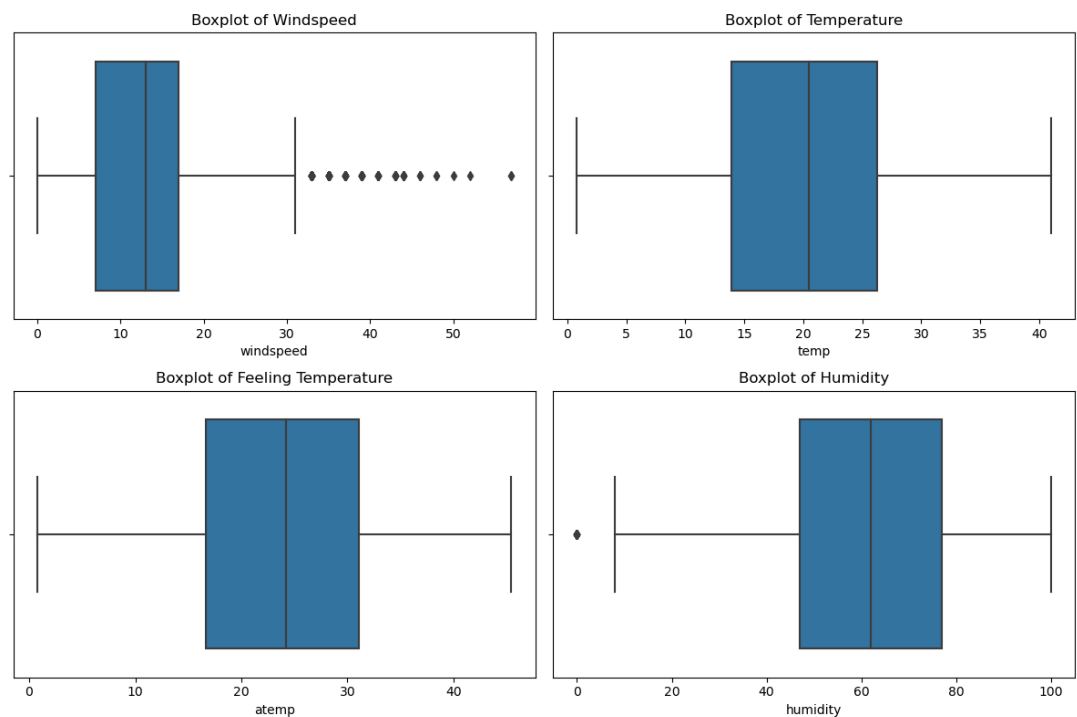 Boxplot of Windspeed
0 10 20 30 40 50
windspeed
Boxplot of Temperature
0 5 10 15 20 25 30 35 40
temp
Boxplot of Feeling Temperature
0 10 20 30 40
atemp
Boxplot of Humidity
0 20 40 60 80 100
humidity